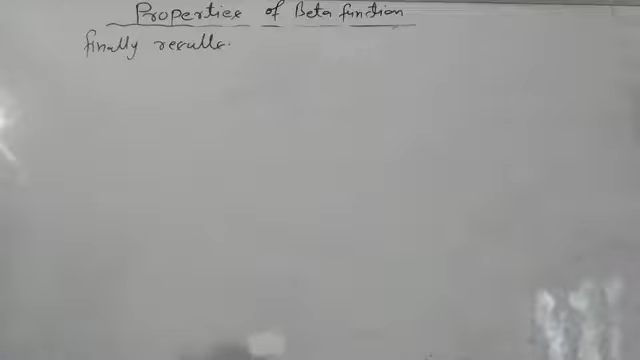 Properties of Beta function
finally results.